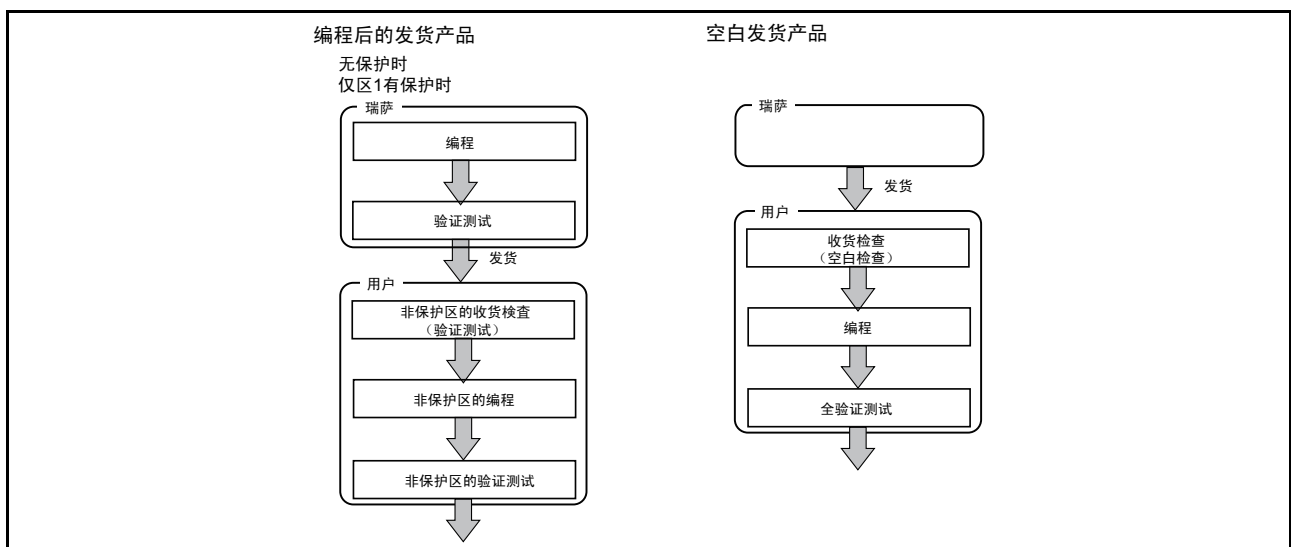 编程后的发货产品
无保护时
仅区1有保护时
瑞萨
编程
验证测试
发货
用户
非保护区的收货检查
（验证测试）
非保护区的编程
非保护区的验证测试
空白发货产品
瑞萨
发货
用户
收货检查
（空白检查）
编程
全验证测试